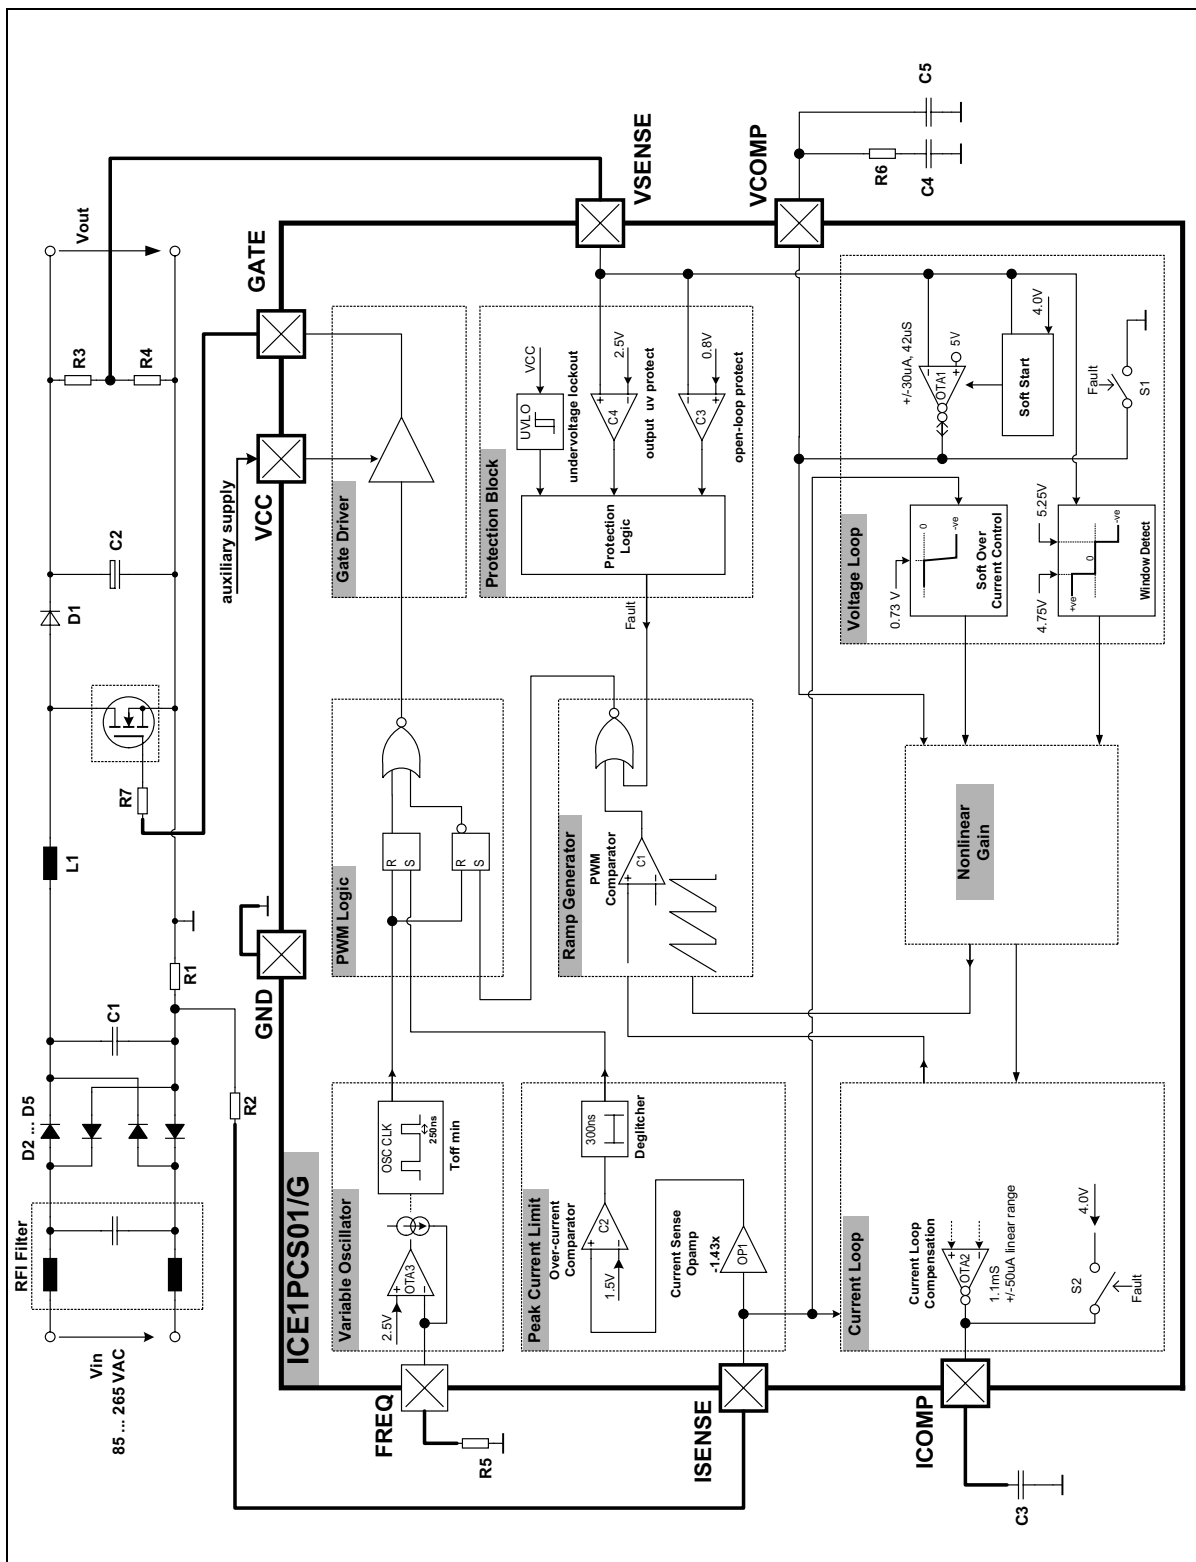 Vin
85 ... 265 VAC
RFI Filter
D2 ... D5
C1
R1
R2
L1
R7
D1
C2
R3
R4
Vout
GND
auxiliary supply
VCC
GATE
ICE1PCS01/G
FREQ
R5
Variable Oscillator
2.5V
OTA3
+
−
OSC CLK
250ns
Toff min
PWM Logic
R
S
R
S
Gate Driver
ISENSE
Peak Current Limit
Over-current
Comparator
1.5V
C2
+
−
300ns
Deglitcher
Current Sense
Opamp
-1.43x
OP1
Ramp Generator
PWM
Comparator
C1
+
−
Protection Block
Fault
Protection
Logic
UVLO
VCC
undervoltage lockout
C4
+
−
2.5V
output uv protect
C3
−
+
0.8V
open-loop protect
VSENSE
ICOMP
C3
Current Loop
Current Loop
Compensation
OTA2
+
−
1.1mS
+/-50uA linear range
S2
Fault
4.0V
Nonlinear
Gain
Voltage Loop
0.73 V
0
-ve
Soft Over
Current Control
4.75V
5.25V
+ve
0
-ve
Window Detect
+/-30uA, 42uS
OTA1
−
+
5V
Soft Start
4.0V
Fault
S1
VCOMP
R6
C4
C5